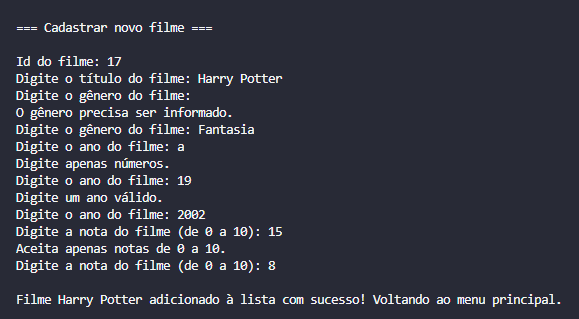 === Cadastrar novo filme ===
Id do filme: 17
Digite o título do filme: Harry Potter
Digite o gênero do filme:
O gênero precisa ser informado.
Digite o gênero do filme: Fantasia
Digite o ano do filme: a
Digite apenas números.
Digite o ano do filme: 19
Digite um ano válido.
Digite o ano do filme: 2002
Digite a nota do filme (de 0 a 10): 15
Aceita apenas notas de 0 a 10.
Digite a nota do filme (de 0 a 10): 8
Filme Harry Potter adicionado à lista com sucesso! Voltando ao menu principal.